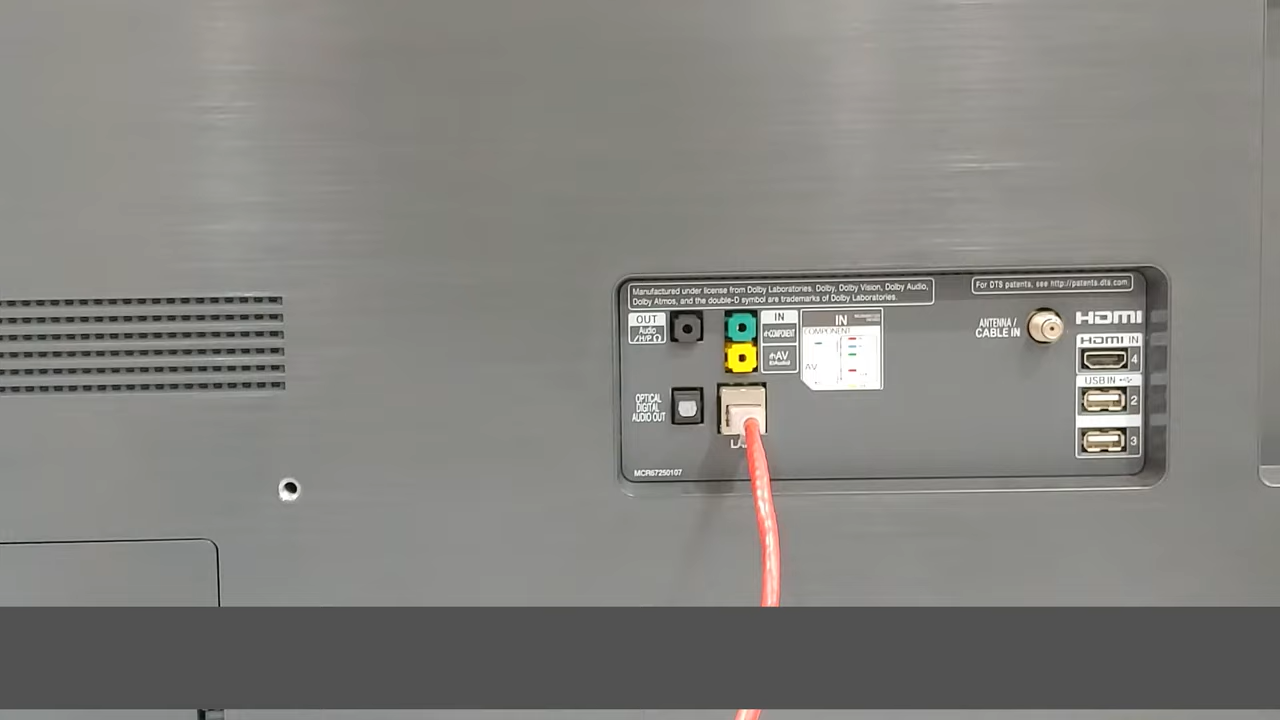 Manufactured under license from Dolby Laboratories. Dolby, Dolby Vision, Dolby Audio,
Dolby Atmos, and the double-D symbol are trademarks of Dolby Laboratories.
For DTS patents, see http://patents.dts.com.
OUT
Audio
/H/P Ω
IN
COMPONENT
AV
IN
COMPONENT
AV
ANTENNA /
CABLE IN
HDMI
HDMI IN
4
USB IN
2
3
OPTICAL
DIGITAL
AUDIO OUT
MCR67250107